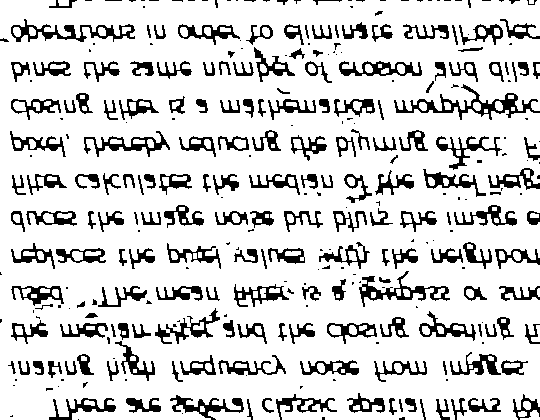 There are several classic spatial filters for
inating high frequency noise from images
the median filter and the closing opening fi
used. The mean filter is a lowpass or smo
replaces the pixel values with the neighbor
duces the image noise but blurs the image e
filter calculates the median of the pixel neigh
pixel, thereby reducing the blurring effect. F
closing filter is a mathematical morphologic
bines the same number of erosion and dilat
operations in order to eliminate small objec